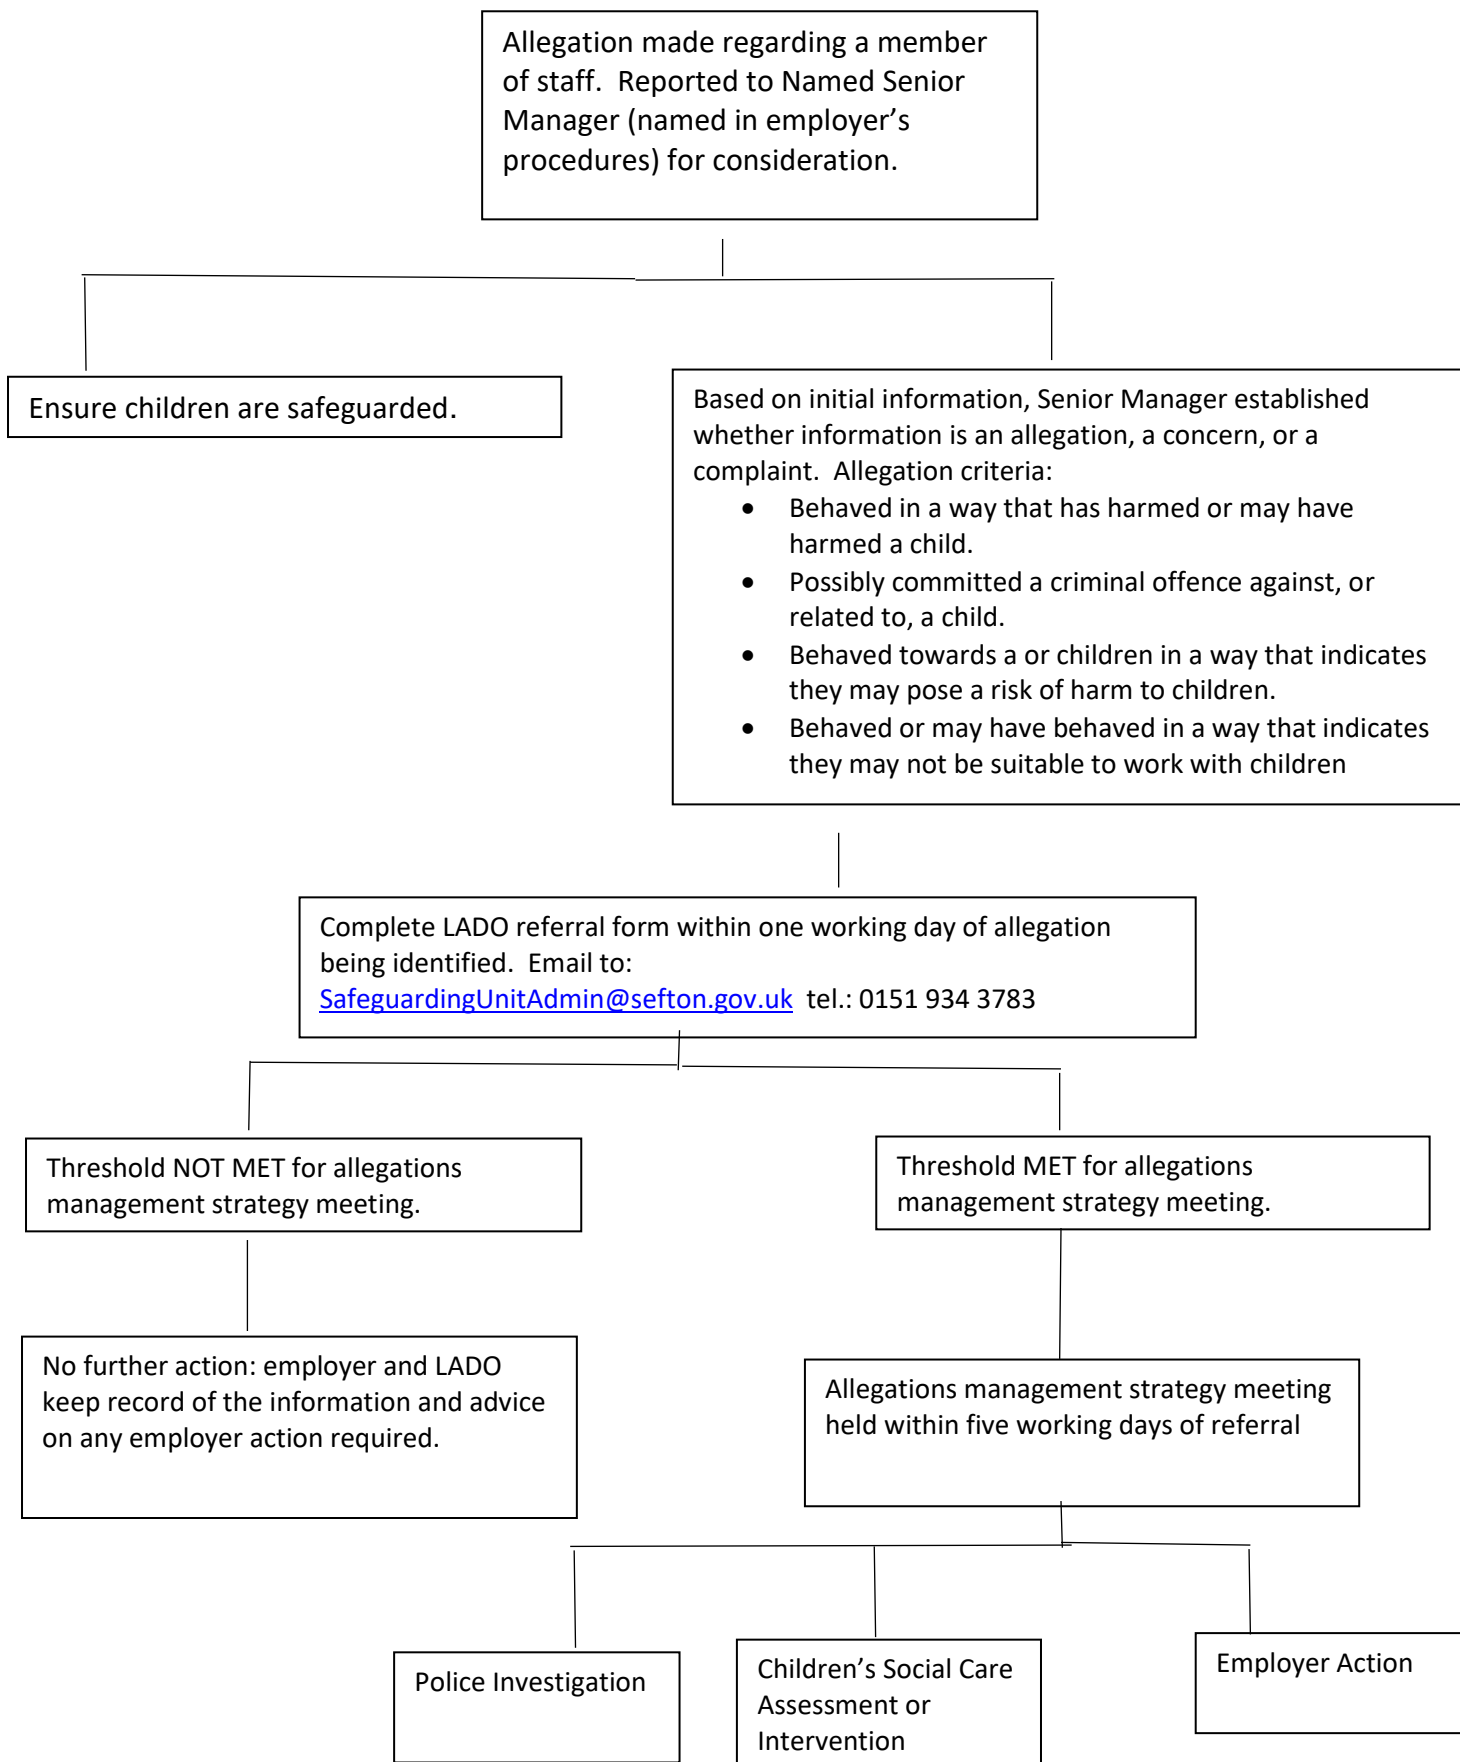 Allegation made regarding a member
of staff.  Reported to Named Senior
Manager (named in employer’s
procedures) for consideration.
Ensure children are safeguarded.
Based on initial information, Senior Manager established
whether information is an allegation, a concern, or a
complaint.  Allegation criteria:
• Behaved in a way that has harmed or may have
harmed a child.
• Possibly committed a criminal offence against, or
related to, a child.
• Behaved towards a or children in a way that indicates
they may pose a risk of harm to children.
• Behaved or may have behaved in a way that indicates
they may not be suitable to work with children
Complete LADO referral form within one working day of allegation
being identified.  Email to:
SafeguardingUnitAdmin@sefton.gov.uk  tel.: 0151 934 3783
Threshold NOT MET for allegations
management strategy meeting.
Threshold MET for allegations
management strategy meeting.
No further action: employer and LADO
keep record of the information and advice
on any employer action required.
Allegations management strategy meeting
held within five working days of referral
Police Investigation
Children’s Social Care
Assessment or
Intervention
Employer Action